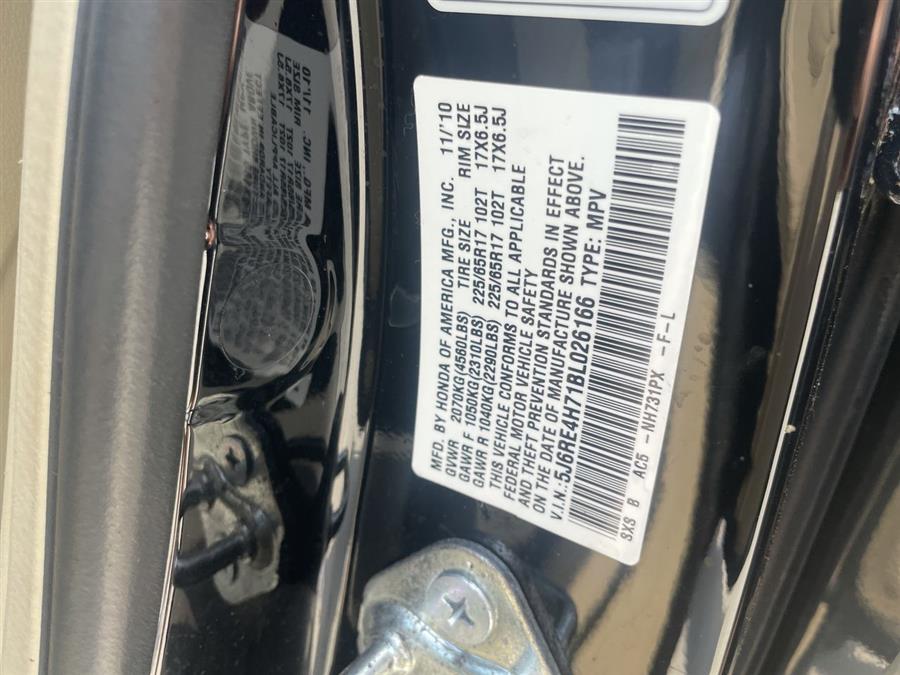 MFD. BY HONDA OF AMERICA MFG., INC. 11/'10
GVWR 2070KG(4560LBS) TIRE SIZE RIM SIZE
GAWR F 1050KG(2310LBS) 225/65R17 102T 17X6.5J
GAWR R 1040KG(2290LBS) 225/65R17 102T 17X6.5J
THIS VEHICLE CONFORMS TO ALL APPLICABLE
FEDERAL MOTOR VEHICLE SAFETY
AND THEFT PREVENTION STANDARDS IN EFFECT
ON THE DATE OF MANUFACTURE SHOWN ABOVE.
V.I.N.:5J6RE4H71BL026166 TYPE: MPV
SXS B AC5 -NH731PX -F-L